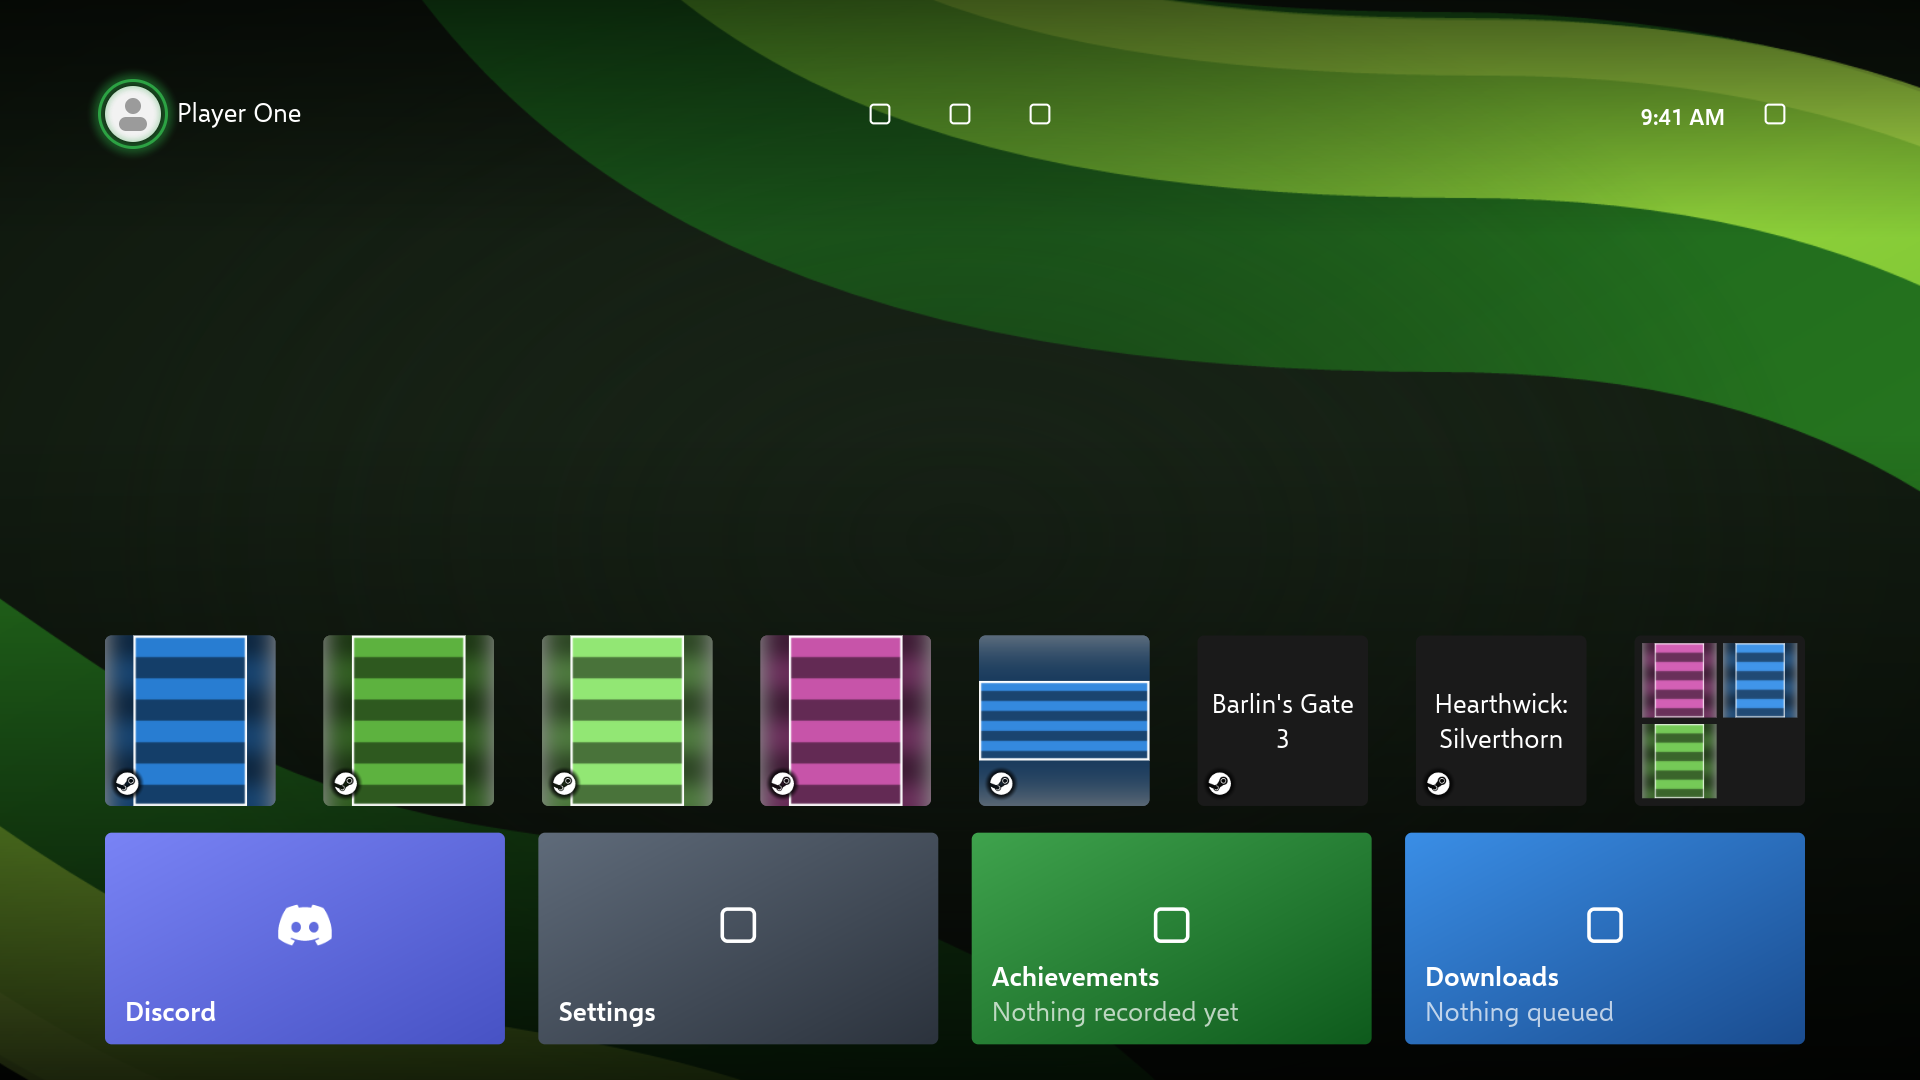 Player One
9:41 AM
Barlin's Gate
3
Hearthwick:
Silverthorn
Discord
Settings
Achievements
Nothing recorded yet
Downloads
Nothing queued